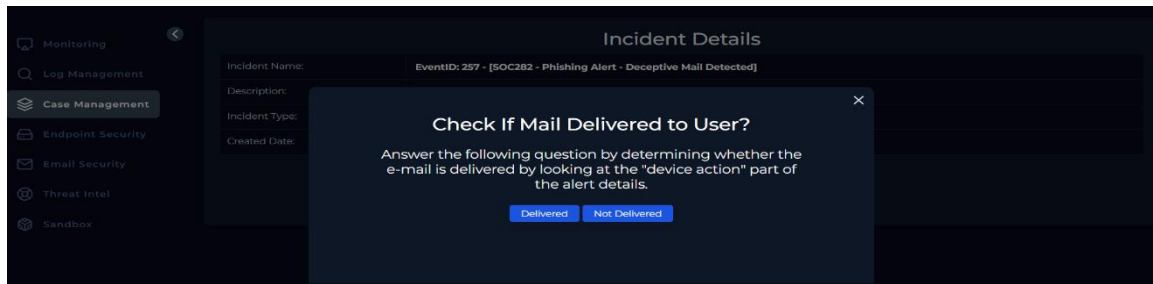 Incident Details
Monitoring
Incident Name: EventID: 257 - [SOC282 - Phishing Alert - Deceptive Mail Detected]
Log Management
Description:
Case Management
Incident Type:
Check If Mail Delivered to User?
Endpoint Security
Created Date:
Answer the following question by determining whether the
e-mail is delivered by looking at the "device action" part of
the alert details.
Email Security
Threat Intel
Delivered Not Delivered
Sandbox